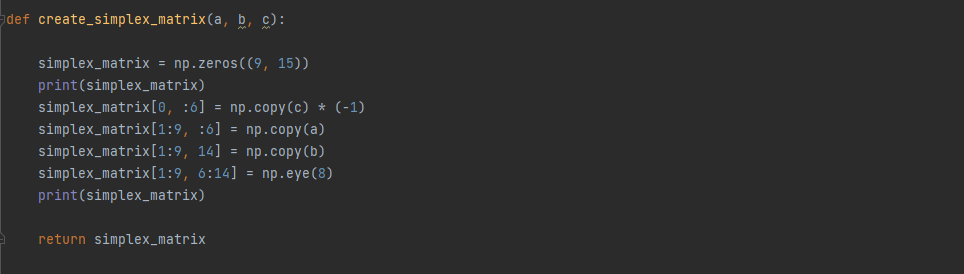 def create_simplex_matrix(a, b, c):
simplex_matrix = np.zeros((9, 15))
print(simplex_matrix)
simplex_matrix[0, :6] = np.copy(c) * (-1)
simplex_matrix[1:9, :6] = np.copy(a)
simplex_matrix[1:9, 14] = np.copy(b)
simplex_matrix[1:9, 6:14] = np.eye(8)
print(simplex_matrix)
return simplex_matrix